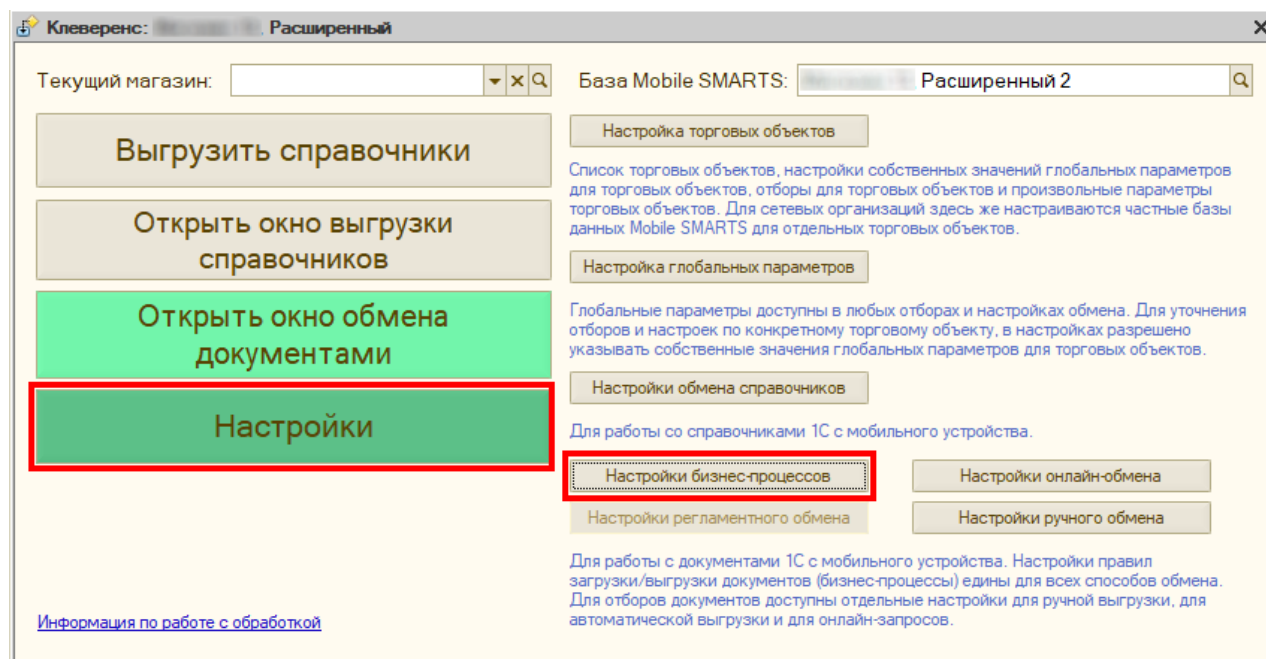 Клеверенс: . Расширенный
Текущий магазин:
База Mobile SMARTS: Расширенный 2
Выгрузить справочники
Открыть окно выгрузки
справочников
Открыть окно обмена
документами
Настройки
Информация по работе с обработкой
Настройка торговых объектов
Список торговых объектов, настройки собственных значений глобальных параметров
для торговых объектов, отборы для торговых объектов и произвольные параметры
торговых объектов. Для сетевых организаций здесь же настраиваются частные базы
данных Mobile SMARTS для отдельных торговых объектов.
Настройка глобальных параметров
Глобальные параметры доступны в любых отборах и настройках обмена. Для уточнения
отборов и настроек по конкретному торговому объекту, в настройках разрешено
указывать собственные значения глобальных параметров для торговых объектов.
Настройки обмена справочников
Для работы со справочниками 1С с мобильного устройства.
Настройки бизнес-процессов Настройки онлайн-обмена
Настройки регламентного обмена Настройки ручного обмена
Для работы с документами 1С с мобильного устройства. Настройки правил
загрузки/выгрузки документов (бизнес-процессы) едины для всех способов обмена.
Для отборов документов доступны отдельные настройки для ручной выгрузки, для
автоматической выгрузки и для онлайн-запросов.